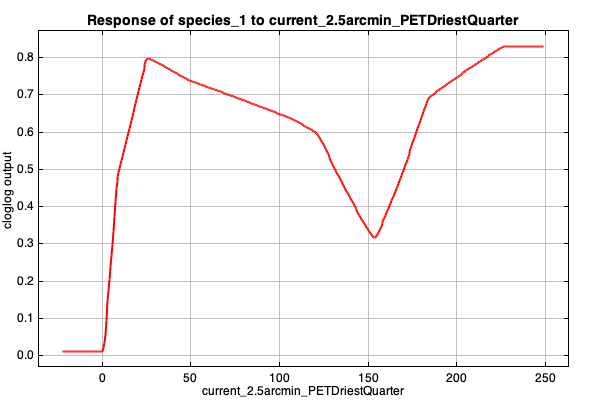 Response of species_1 to current_2.5arcmin_PETDriestQuarter
0.8
0.7
0.6
0.5
0.4
0.3
0.2
0.1
0.0
cloglog output
0 50 100 150 200 250
current_2.5arcmin_PETDriestQuarter